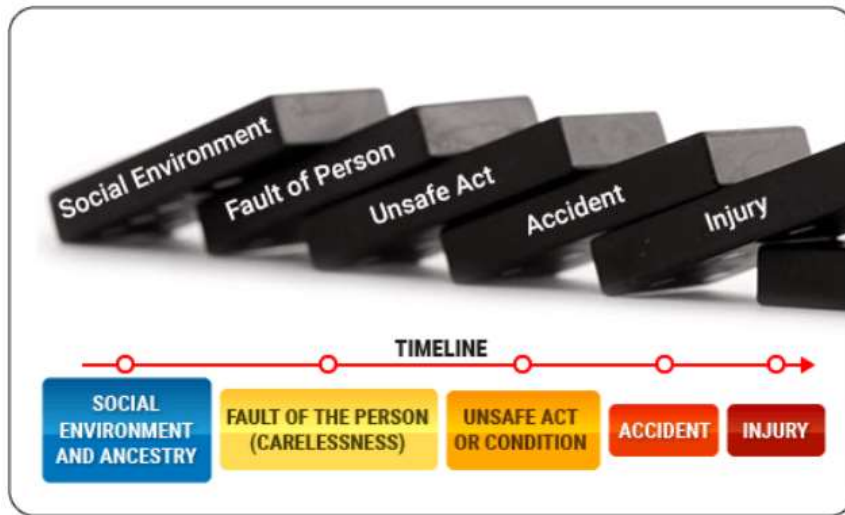 Social Environment
Fault of Person
Unsafe Act
Accident
Injury
TIMELINE
SOCIAL
ENVIRONMENT
AND ANCESTRY
FAULT OF THE PERSON
(CARELESSNESS)
UNSAFE ACT
OR CONDITION
ACCIDENT
INJURY